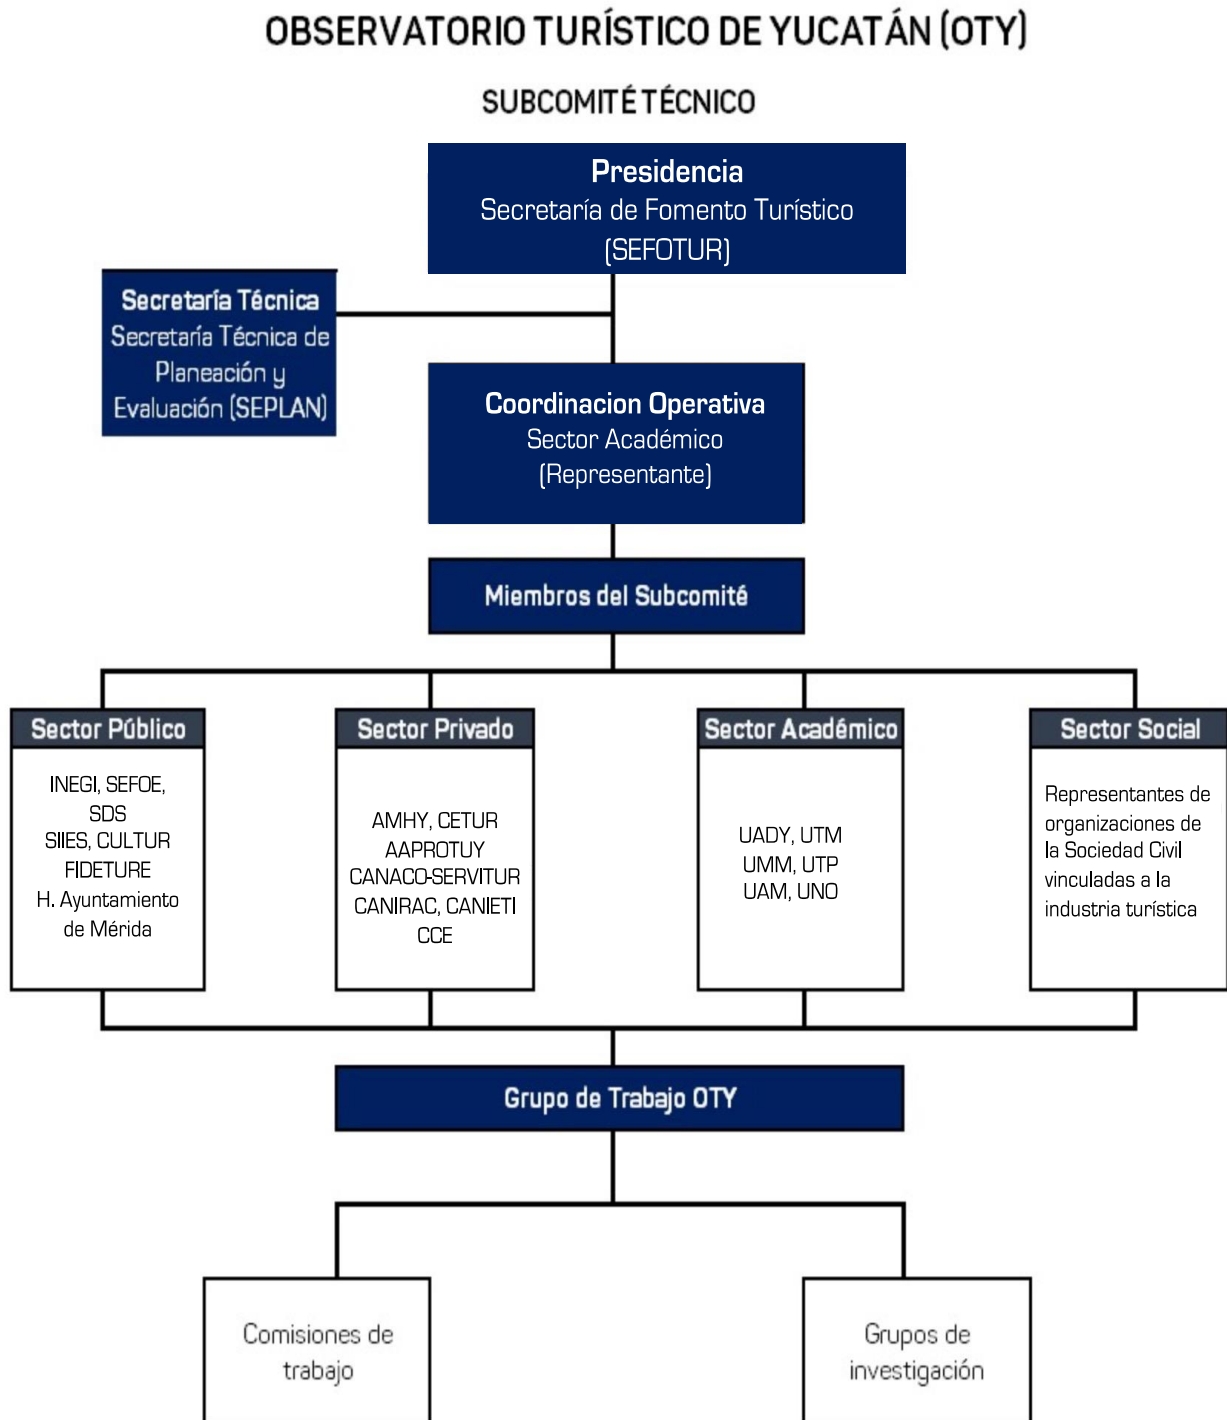 OBSERVATORIO TURÍSTICO DE YUCATÁN (OTY)
SUBCOMITÉ TÉCNICO
Presidencia
Secretaría de Fomento Turístico
(SEFOTUR)
Secretaría Técnica
Secretaría Técnica de
Planeación y
Evaluación (SEPLAN)
Coordinacion Operativa
Sector Académico
(Representante)
Miembros del Subcomité
Sector Público
INEGI, SEFOE,
SDS
SIIES, CULTUR
FIDETURE
H. Ayuntamiento
de Mérida
Sector Privado
AMHY, CETUR
AAPROTUY
CANACO-SERVITUR
CANIRAC, CANIETI
CCE
Sector Académico
UADY, UTM
UMM, UTP
UAM, UNO
Sector Social
Representantes de
organizaciones de
la Sociedad Civil
vinculadas a la
industria turística
Grupo de Trabajo OTY
Comisiones de
trabajo
Grupos de
investigación